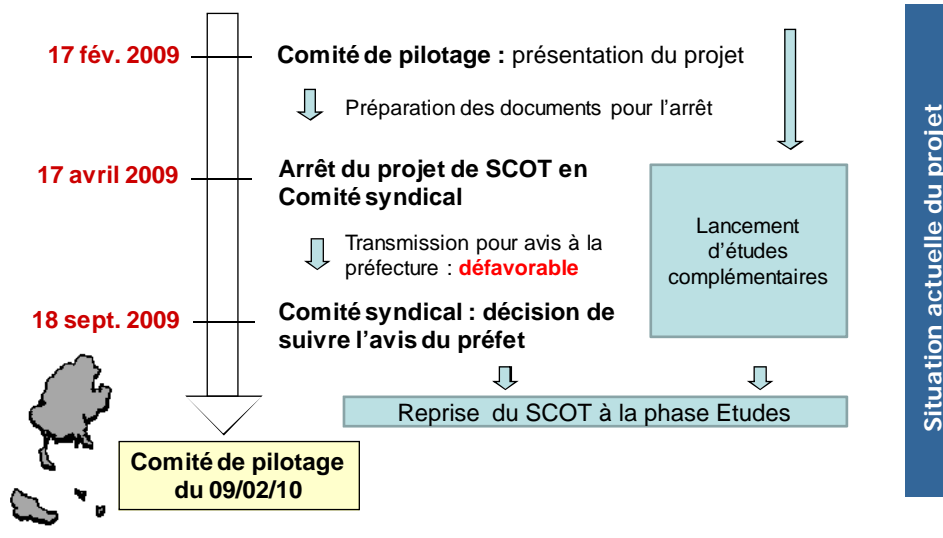 17 fév. 2009
Comité de pilotage : présentation du projet
Préparation des documents pour l'arrêt
17 avril 2009
Arrêt du projet de SCOT en
Comité syndical
Transmission pour avis à la
préfecture : défavorable
18 sept. 2009
Comité syndical : décision de
suivre l'avis du préfet
Lancement
d'études
complémentaires
Reprise du SCOT à la phase Etudes
Comité de pilotage
du 09/02/10
Situation actuelle du projet